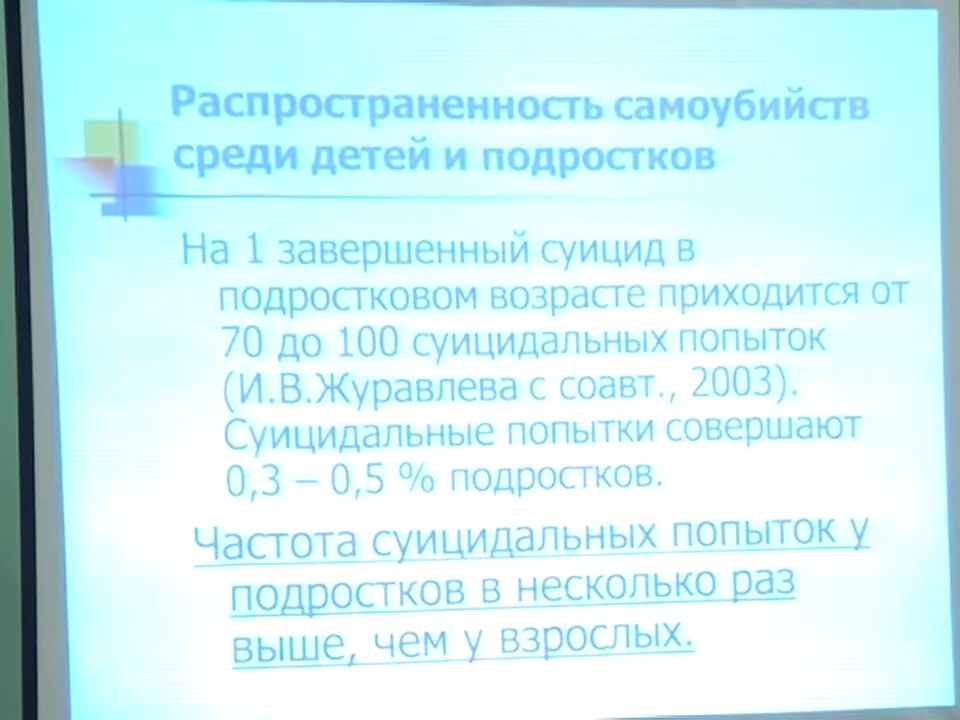 Распространенность самоубийств
среди детей и подростков
На 1 завершенный суицид в
подростковом возрасте приходится от
70 до 100 суицидальных попыток
(И.В.Журавлева с соавт., 2003).
Суицидальные попытки совершают
0,3 – 0,5 % подростков.
Частота суицидальных попыток у
подростков в несколько раз
выше, чем у взрослых.